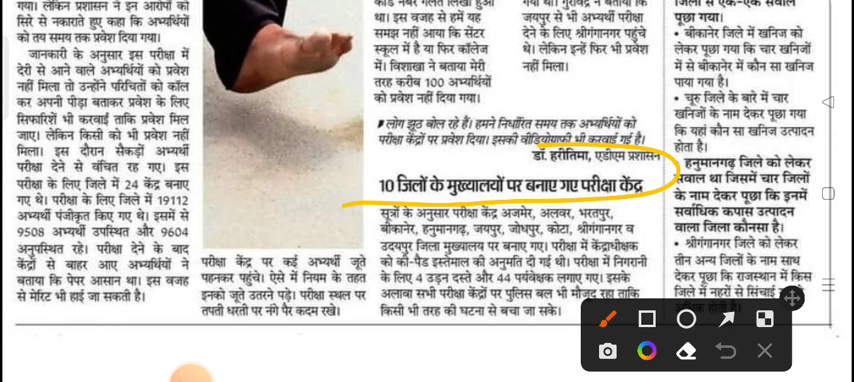 गया। लेकिन प्रशासन ने इन आरोपों को
सिरे से नकारते हुए कहा कि अभ्यर्थियों
को तय समय तक प्रवेश दिया गया।
जानकारी के अनुसार इस परीक्षा में
देरी से आने वाले अभ्यर्थियों को प्रवेश
नहीं मिला तो उन्होंने परिचितों को कॉल
कर अपनी पीड़ा बताकर प्रवेश के लिए
सिफारिशें भी करवाईं ताकि प्रवेश मिल
जाए। लेकिन किसी को भी प्रवेश नहीं
मिला। इस दौरान सैकड़ों अभ्यर्थी
परीक्षा देने से वंचित रह गए। इस
परीक्षा के लिए जिले में 24 केंद्र बनाए
गए थे। परीक्षा के लिए जिले में 19112
अभ्यर्थी पंजीकृत किए गए थे। इसमें से
9508 अभ्यर्थी उपस्थित और 9604
अनुपस्थित रहे। परीक्षा देने के बाद
केंद्रों से बाहर आए अभ्यर्थियों ने
बताया कि पेपर आसान था। इस वजह
से मेरिट भी हाई जा सकती है।
परीक्षा केंद्र पर कई अभ्यर्थी जूते
पहनकर पहुंचे। ऐसे में नियम के तहत
इनको जूते उतरने पड़े। परीक्षा स्थल पर
तपती धरती पर नंगे पैर कदम रखे।
कार्ड नंबर गलत लिखा हुआ
था। इस वजह से हमें यह
समझ नहीं आया कि सेंटर
स्कूल में है या फिर कॉलेज
में। विशाखा ने बताया मेरी
तरह करीब 100 अभ्यर्थियों
को प्रवेश नहीं दिया गया।
गया था। गुरविंद्र ने बताया कि
जयपुर से भी अभ्यर्थी परीक्षा
देने के लिए श्रीगंगानगर पहुंचे
थे। लेकिन इन्हें फिर भी प्रवेश
नहीं मिला।
लोग झूठ बोल रहे हैं। हमने निर्धारित समय तक अभ्यर्थियों को
परीक्षा केंद्रों पर प्रवेश दिया। इसकी वीडियोग्राफी भी करवाई गई है।
डॉ. हरीतिमा, एडीएम प्रशासन
10 जिलों के मुख्यालयों पर बनाए गए परीक्षा केंद्र
सूत्रों के अनुसार परीक्षा केंद्र अजमेर, अलवर, भरतपुर,
बीकानेर, हनुमानगढ़, जयपुर, जोधपुर, कोटा, श्रीगंगानगर व
उदयपुर जिला मुख्यालय पर बनाए गए। परीक्षा में केंद्राधीक्षक
को की-पैड इस्तेमाल की अनुमति दी गई थी। परीक्षा में निगरानी
के लिए 4 उड़न दस्ते और 44 पर्यवेक्षक लगाए गए। इसके
अलावा सभी परीक्षा केंद्रों पर पुलिस बल भी मौजूद रहा ताकि
किसी भी तरह की घटना से बचा जा सके।
जिलों से एक-एक सवाल
पूछा गया।
• बीकानेर जिले में खनिज को
लेकर पूछा गया कि चार खनिजों
में से बीकानेर में कौन सा खनिज
पाया गया है।
• चूरू जिले के बारे में चार
खनिजों के नाम देकर पूछा गया
कि यहां कौन सा खनिज उत्पादन
होता है।
हनुमानगढ़ जिले को लेकर
सवाल था जिसमें चार जिलों
के नाम देकर पूछा कि इनमें
सर्वाधिक कपास उत्पादन
वाला जिला कौनसा है।
• श्रीगंगानगर जिले को लेकर
तीन अन्य जिलों के नाम साथ
देकर पूछा कि राजस्थान में किस
जिले में नहरों से सिंचाई